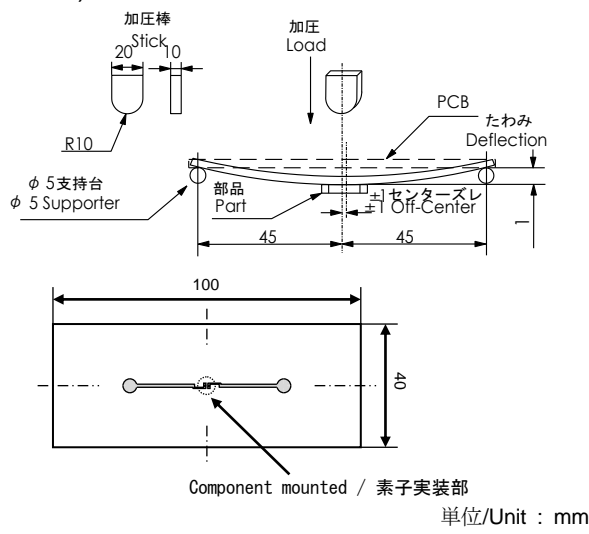 加圧棒
Stick
20
10
R10
加圧
Load
PCB
たわみ
Deflection
φ 5支持台
φ 5 Supporter
部品
Part
±1センターズレ
±1 Off-Center
45
45
1
100
40
Component mounted / 素子実装部
単位/Unit : mm